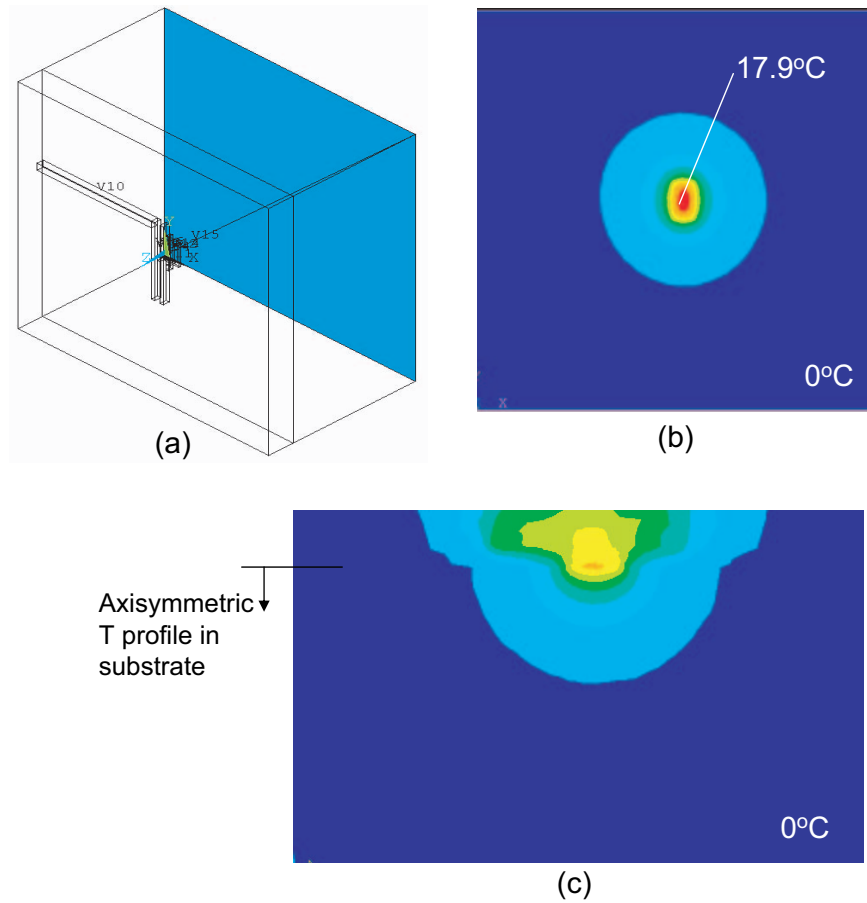 V10
V15
Y
Z
X
(a)
17.9°C
0°C
X
(b)
Axisymmetric
T profile in
substrate
0°C
(c)